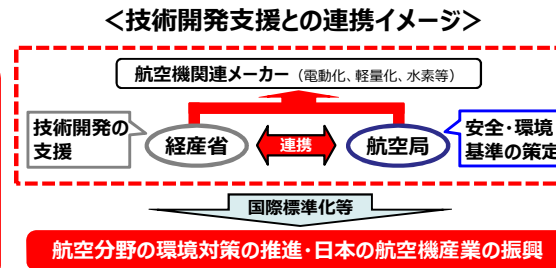 ＜技術開発支援との連携イメージ＞
航空機関連メーカー（電動化、軽量化、水素等）
技術開発の
支援
経産省
連携
航空局
安全・環境
基準の策定
国際標準化等
航空分野の環境対策の推進・日本の航空機産業の振興